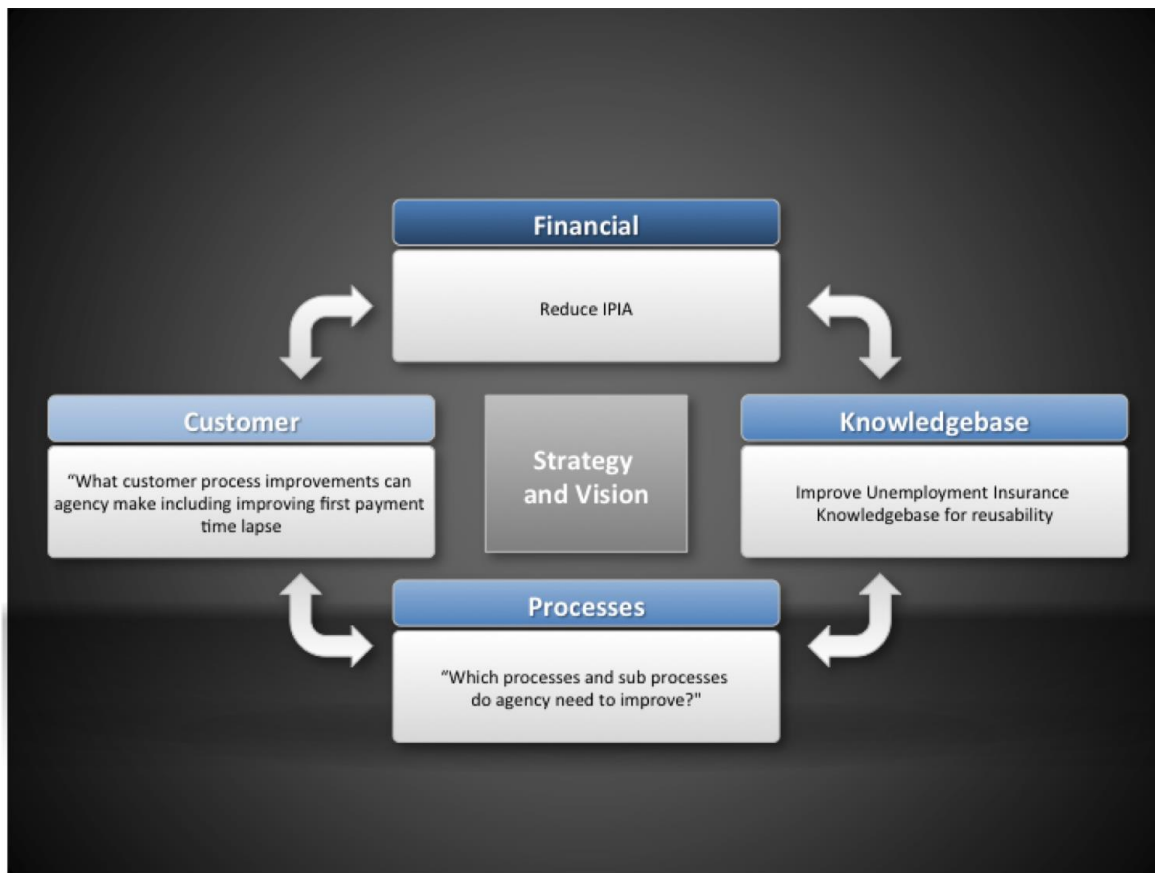 Financial
Reduce IPIA
Customer
“What customer process improvements can
agency make including improving first payment
time lapse
Strategy
and Vision
Knowledgebase
Improve Unemployment Insurance
Knowledgebase for reusability
Processes
“Which processes and sub processes
do agency need to improve?"